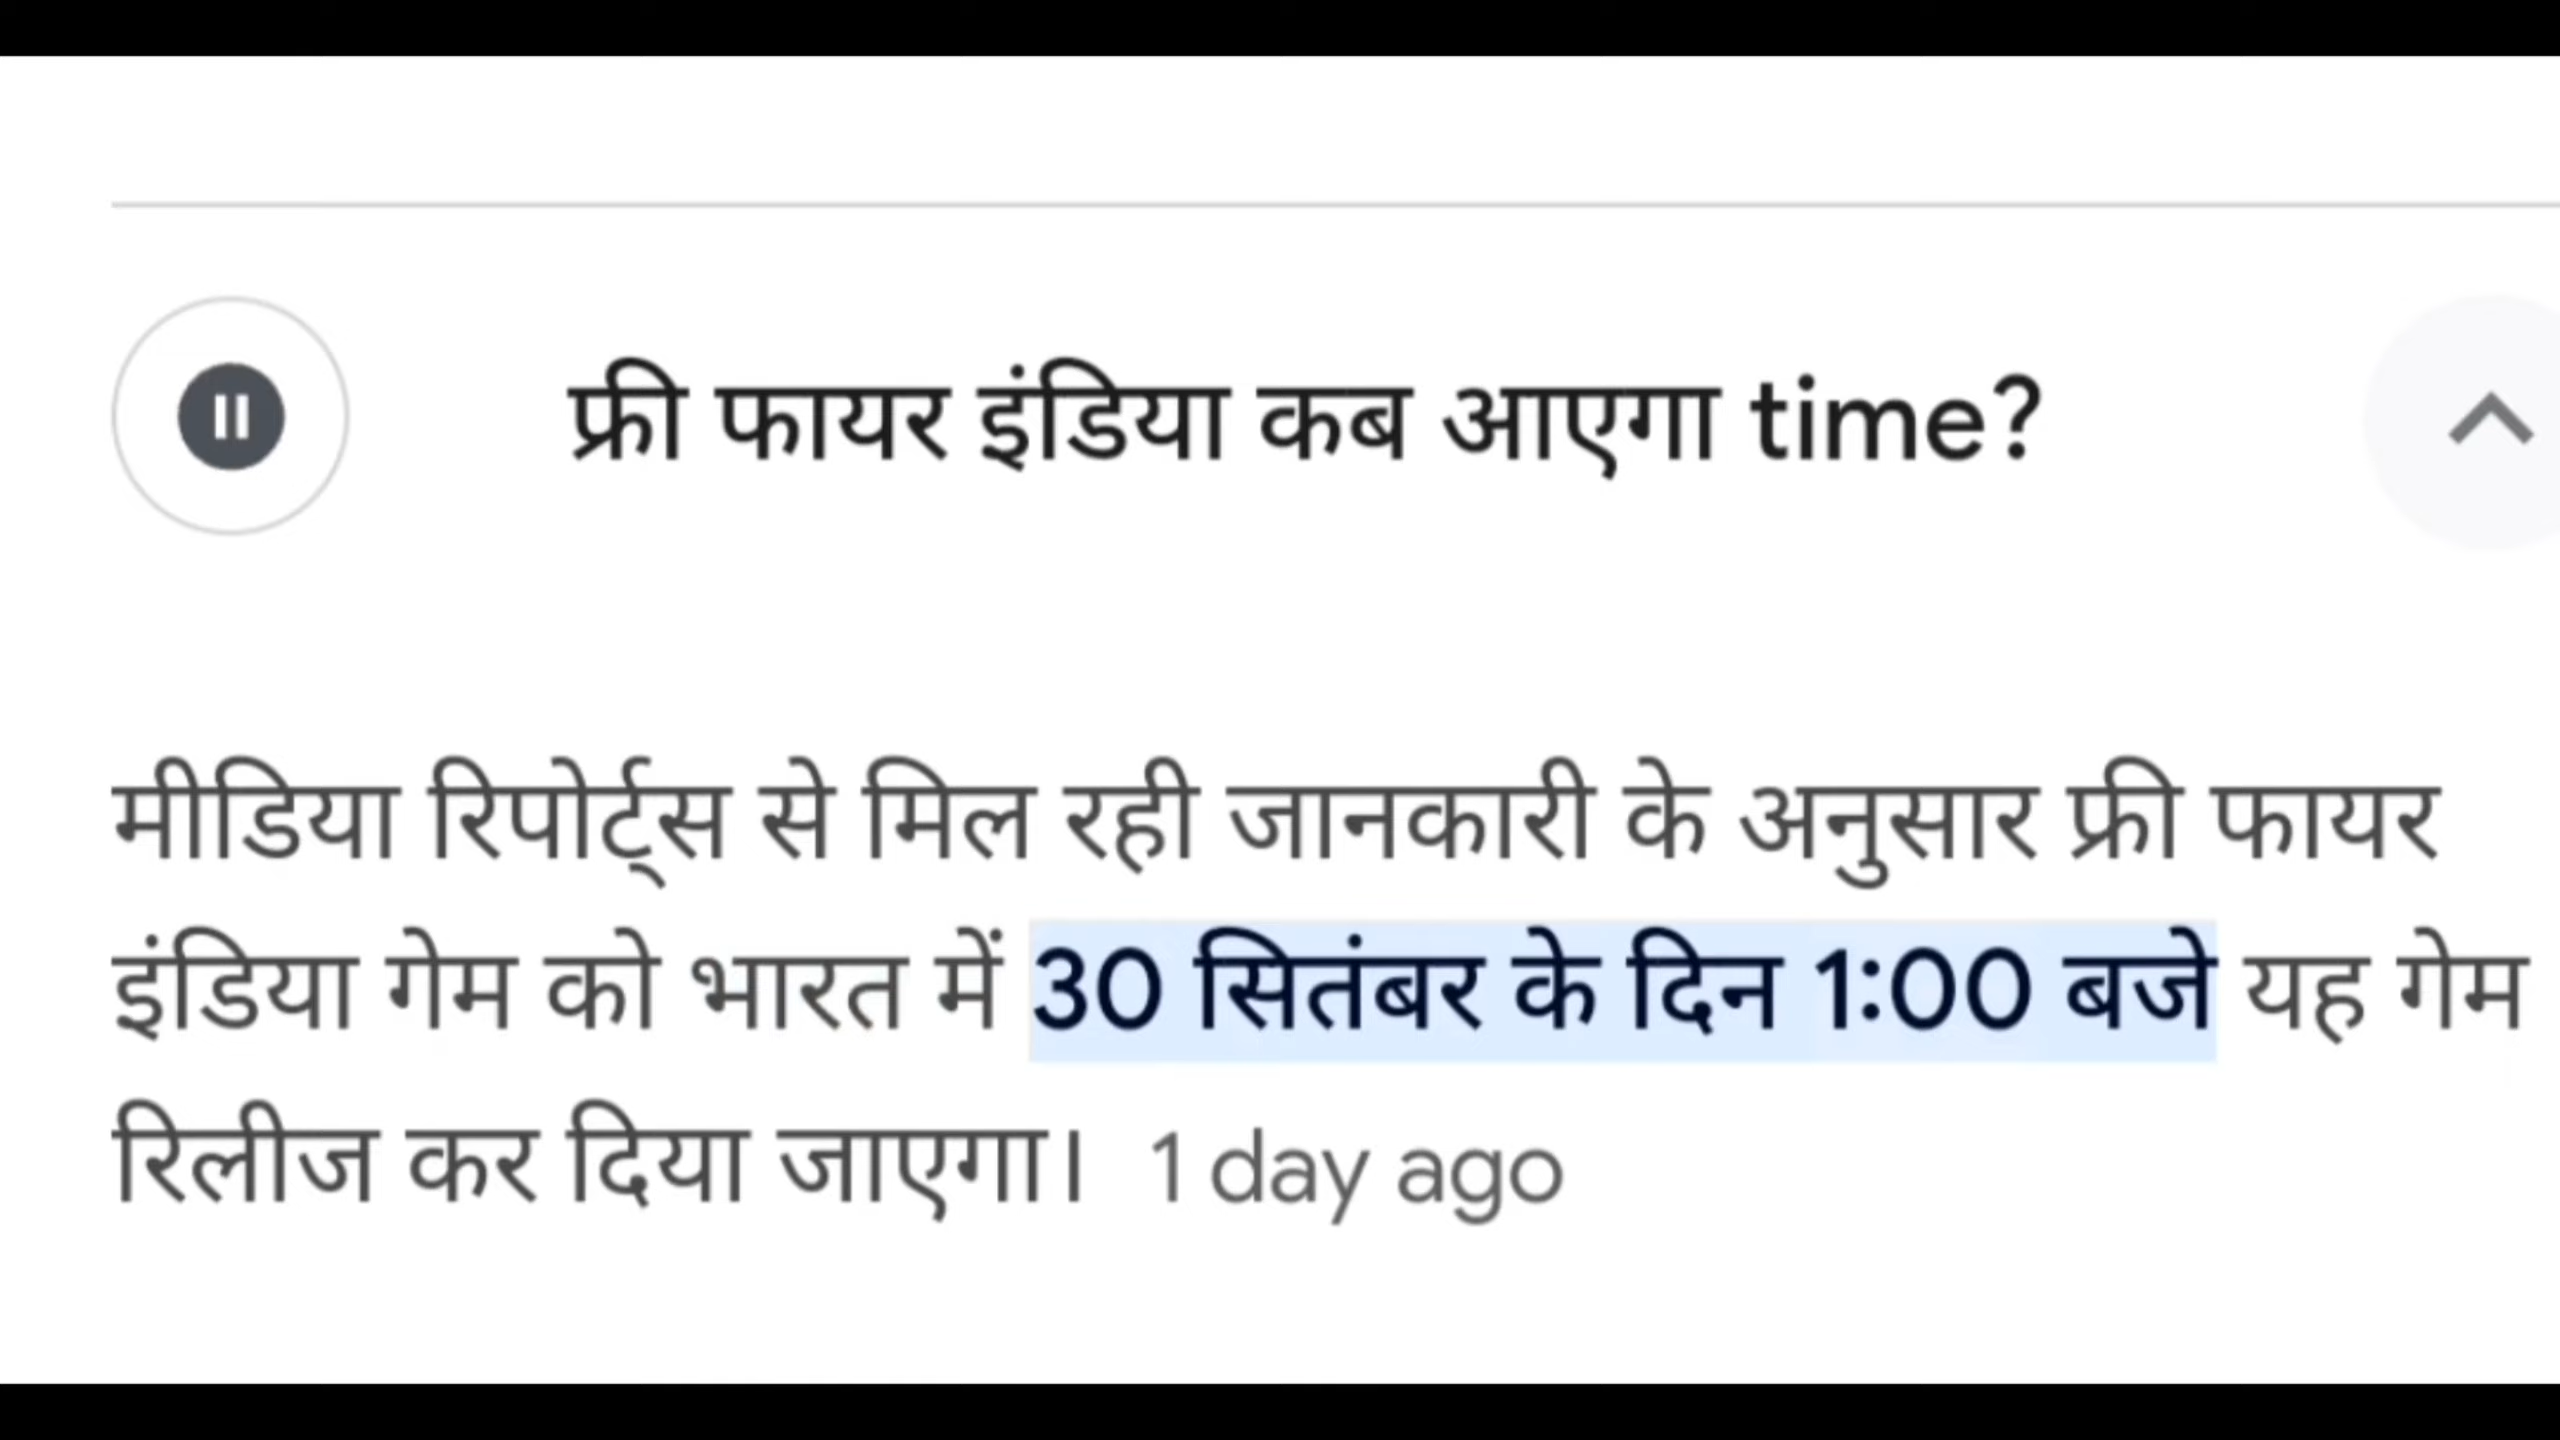 फ्री फायर इंडिया कब आएगा time?
मीडिया रिपोर्ट्स से मिल रही जानकारी के अनुसार फ्री फायर
इंडिया गेम को भारत में 30 सितंबर के दिन 1:00 बजे यह गेम
रिलीज कर दिया जाएगा। 1 day ago